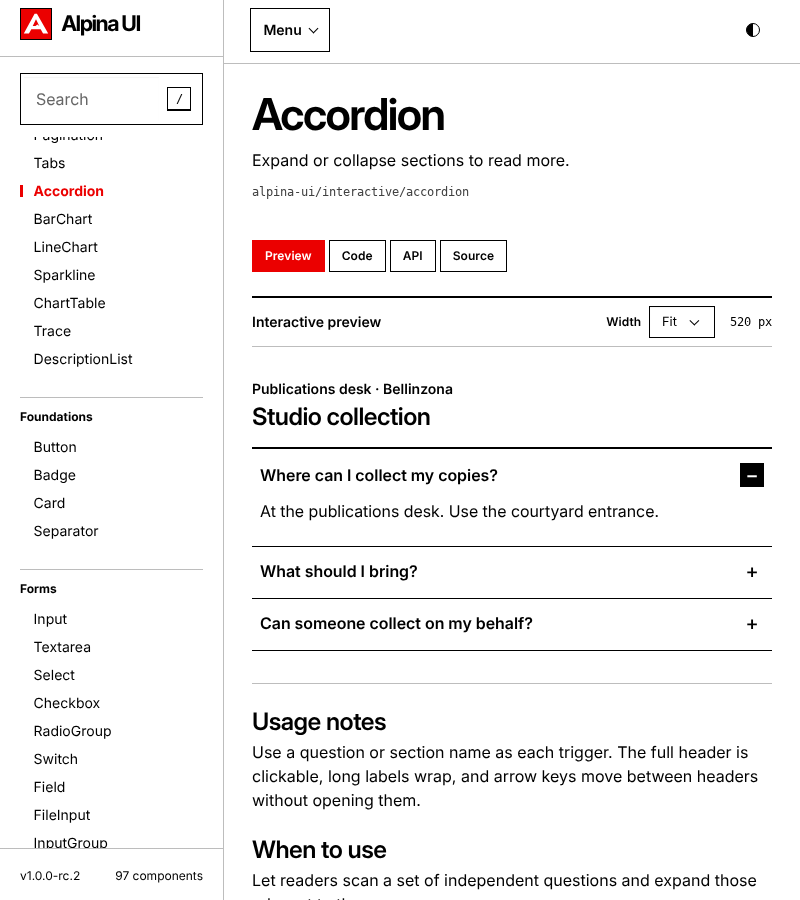 Alpina UI
Search
/
Pagination
Tabs
Accordion
BarChart
LineChart
Sparkline
ChartTable
Trace
DescriptionList
Foundations
Button
Badge
Card
Separator
Forms
Input
Textarea
Select
Checkbox
RadioGroup
Switch
Field
FileInput
InputGroup
v1.0.0-rc.2
97 components
Menu
Accordion
Expand or collapse sections to read more.
alpina-ui/interactive/accordion
Preview
Code
API
Source
Interactive preview
Width
Fit
520 px
Publications desk · Bellinzona
Studio collection
Where can I collect my copies?
At the publications desk. Use the courtyard entrance.
What should I bring?
Can someone collect on my behalf?
Usage notes
Use a question or section name as each trigger. The full header is
clickable, long labels wrap, and arrow keys move between headers
without opening them.
When to use
Let readers scan a set of independent questions and expand those